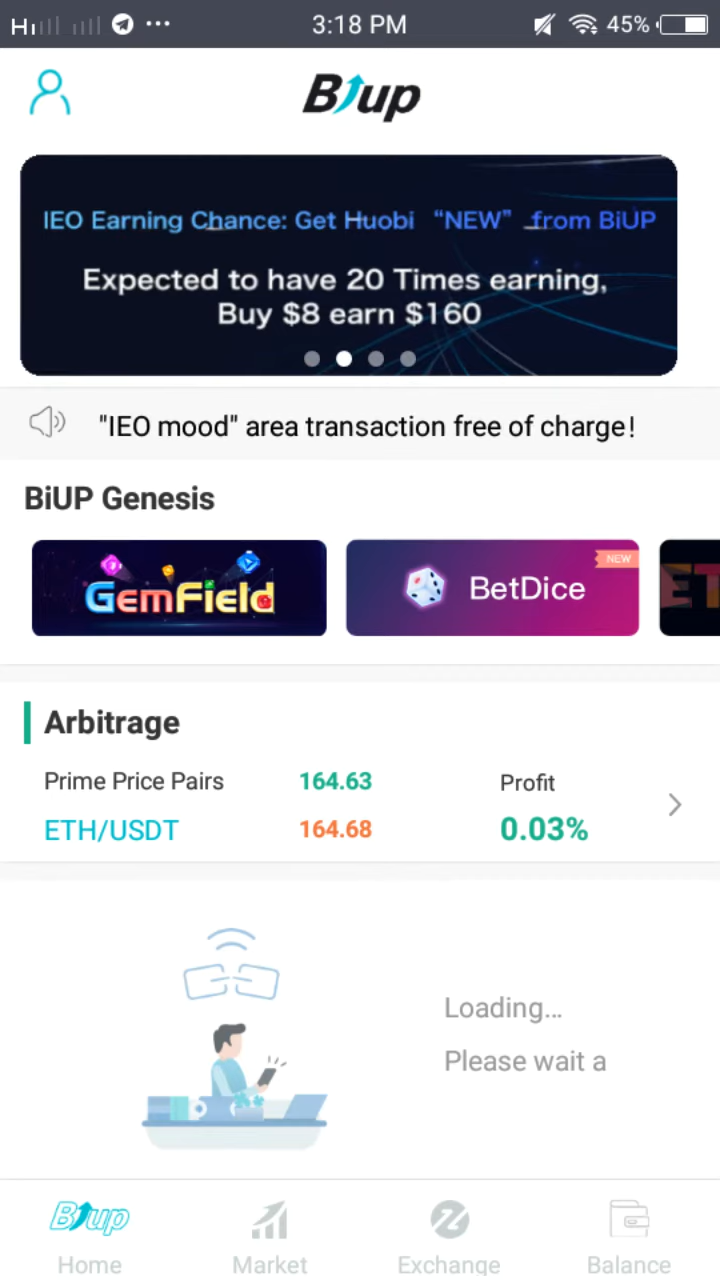 3:18 PM
45%
Biup
IEO Earning Chance: Get Huobi “NEW” from BiUP
Expected to have 20 Times earning,
Buy $8 earn $160
"IEO mood" area transaction free of charge!
BiUP Genesis
GemField
BetDice
NEW
ET
Arbitrage
Prime Price Pairs
164.63
Profit
ETH/USDT
164.68
0.03%
Loading...
Please wait a
Biup
Home
Market
Exchange
Balance